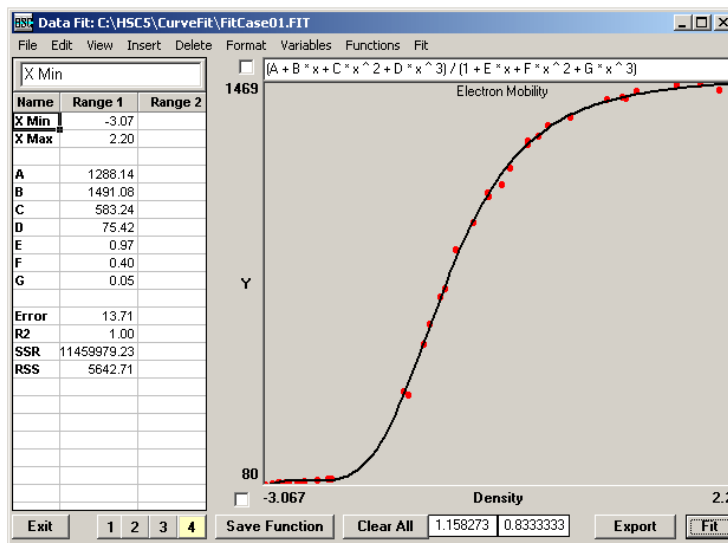 HSC Data Fit: C:\HSC5\CurveFit\FitCase01.FIT
File Edit View Insert Delete Format Variables Functions Fit
X Min
(A + B * x + C * x ^ 2 + D * x ^ 3) / (1 + E * x + F * x ^ 2 + G * x ^ 3)
Name Range 1 Range 2
X Min -3.07
X Max 2.20
A 1288.14
B 1491.08
C 583.24
D 75.42
E 0.97
F 0.40
G 0.05
Error 13.71
R2 1.00
SSR 11459979.23
RSS 5642.71
1469
Electron Mobility
Y
80
-3.067 Density 2.2
Exit 1 2 3 4 Save Function Clear All 1.158273 0.8333333 Export Fit